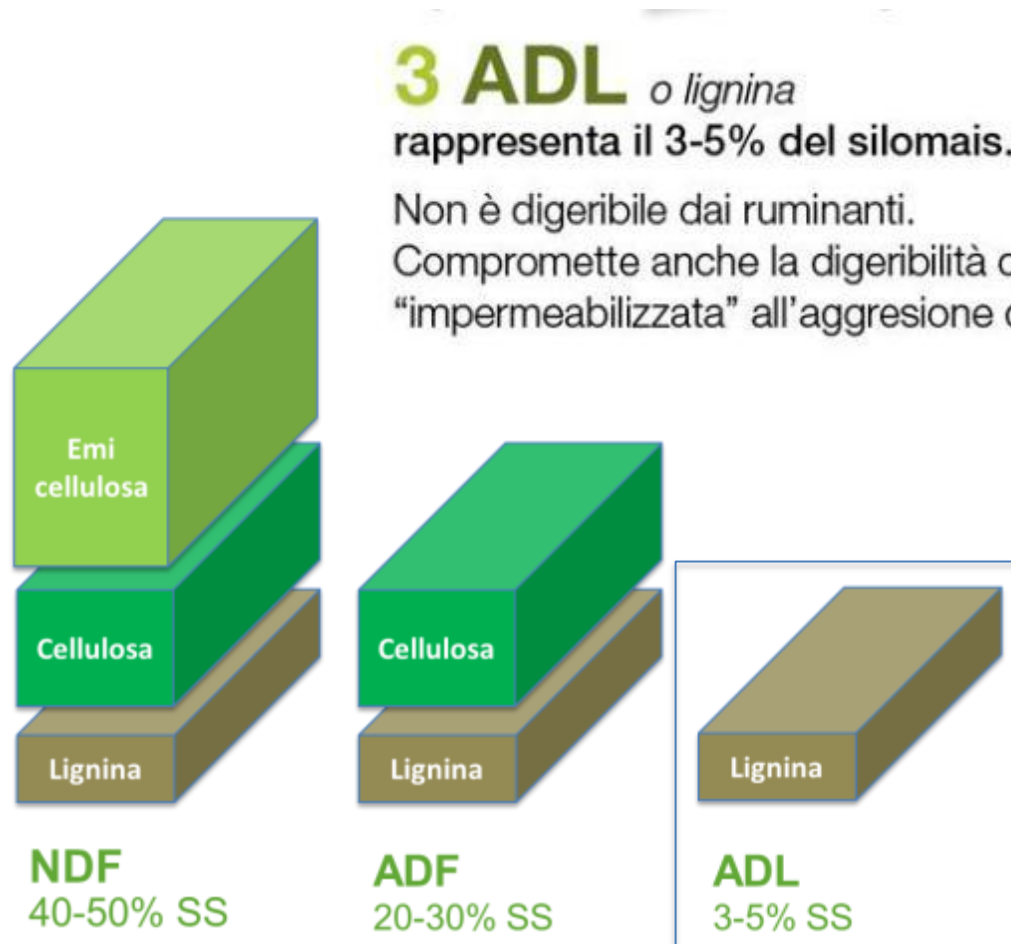 3 ADL o lignina
rappresenta il 3-5% del silomais.
Non è digeribile dai ruminanti.
Compromette anche la digeribilità
“impermeabilizzata” all’aggresione
Emi
cellulosa
Cellulosa
Lignina
NDF
40-50% SS
Cellulosa
Lignina
ADF
20-30% SS
Lignina
ADL
3-5% SS